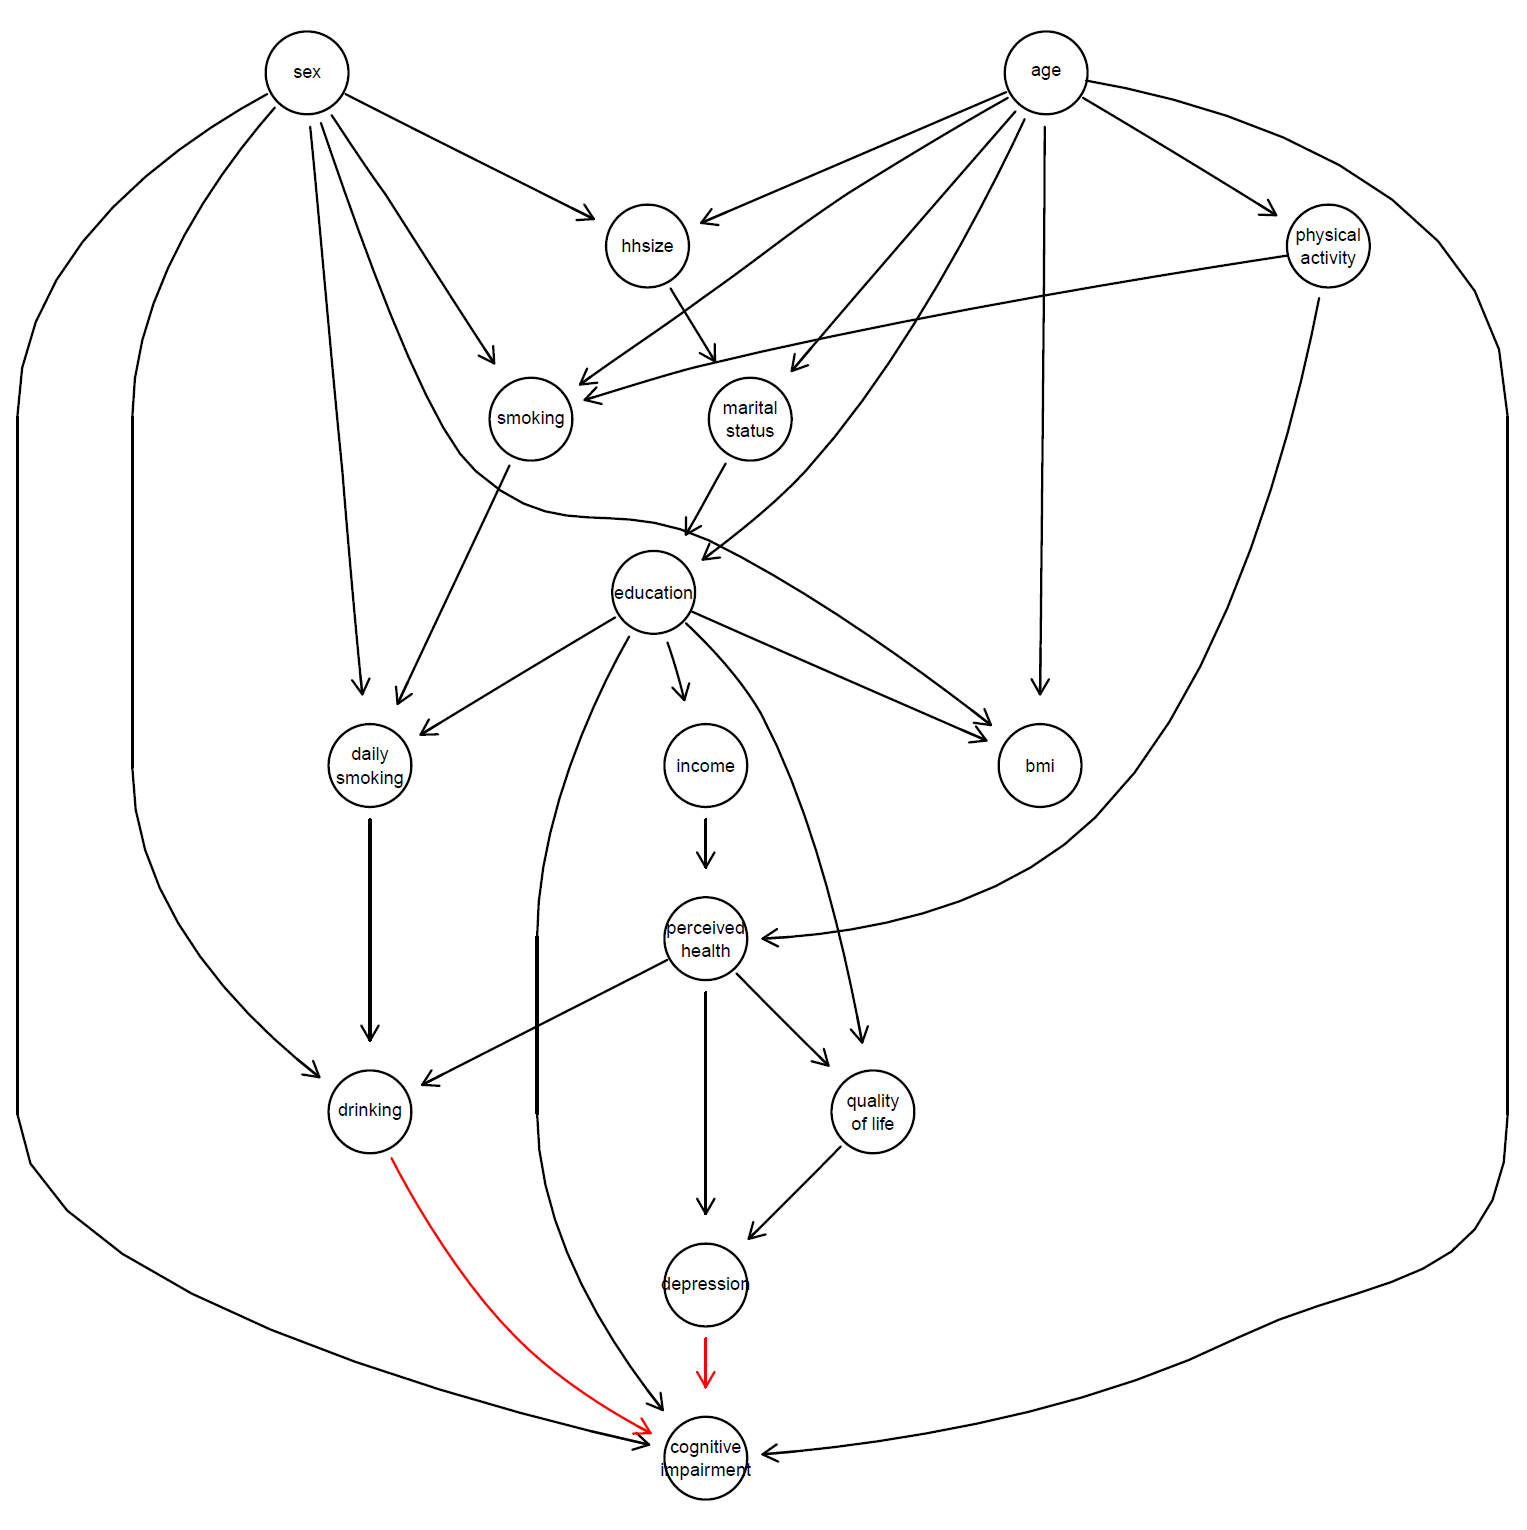 sex
age
hhsize
physical
activity
smoking
marital
status
education
daily
smoking
income
bmi
perceived
health
drinking
quality
of life
depression
cognitive
impairment